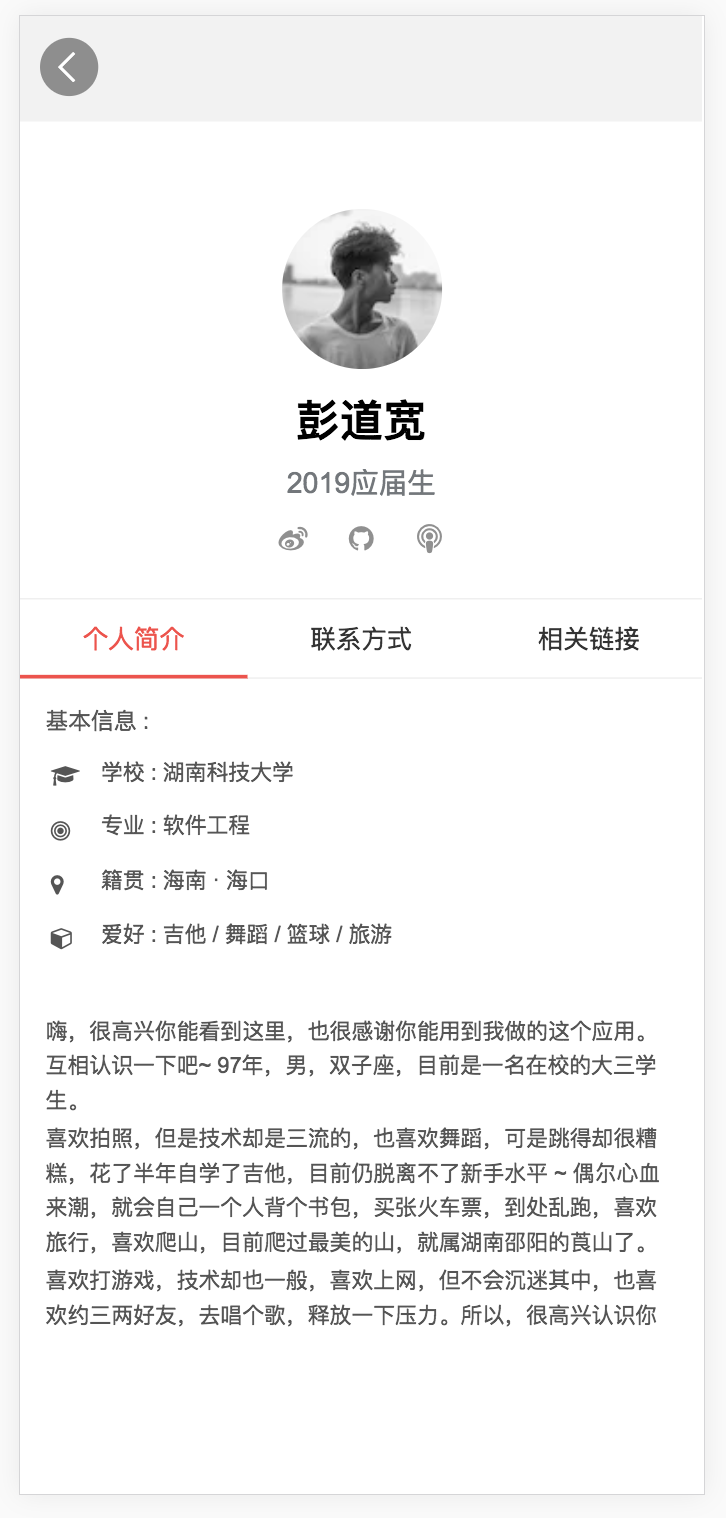 彭道宽
2019应届生
个人简介 联系方式 相关链接
基本信息 :
学校 : 湖南科技大学
专业 : 软件工程
籍贯 : 海南 · 海口
爱好 : 吉他 / 舞蹈 / 篮球 / 旅游
嗨，很高兴你能看到这里，也很感谢你能用到我做的这个应用。
互相认识一下吧~ 97年，男，双子座，目前是一名在校的大三学
生。
喜欢拍照，但是技术却是三流的，也喜欢舞蹈，可是跳得却很糟
糕，花了半年自学了吉他，目前仍脱离不了新手水平 ~ 偶尔心血
来潮，就会自己一个人背个书包，买张火车票，到处乱跑，喜欢
旅行，喜欢爬山，目前爬过最美的山，就属湖南邵阳的莨山了。
喜欢打游戏，技术却也一般，喜欢上网，但不会沉迷其中，也喜
欢约三两好友，去唱个歌，释放一下压力。所以，很高兴认识你